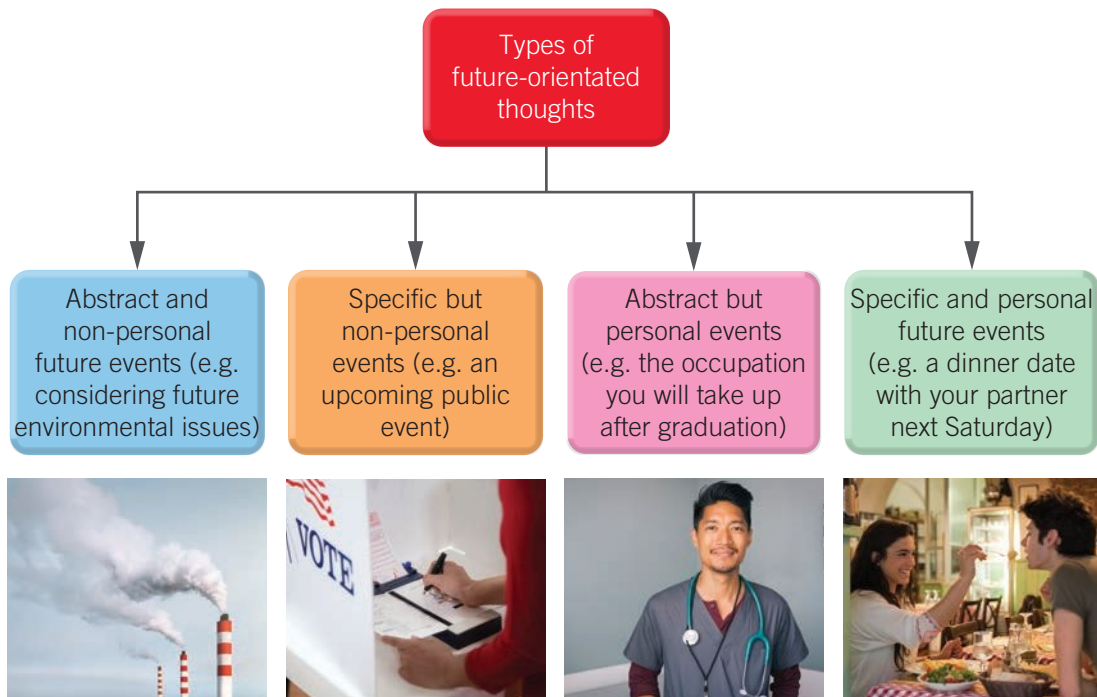 Types of
future-orientated
thoughts
Abstract and
non-personal
future events (e.g.
considering future
environmental issues)
Specific but
non-personal
events (e.g. an
upcoming public
event)
Abstract but
personal events
(e.g. the occupation
you will take up
after graduation)
Specific and personal
future events
(e.g. a dinner date
with your partner
next Saturday)
VOTE